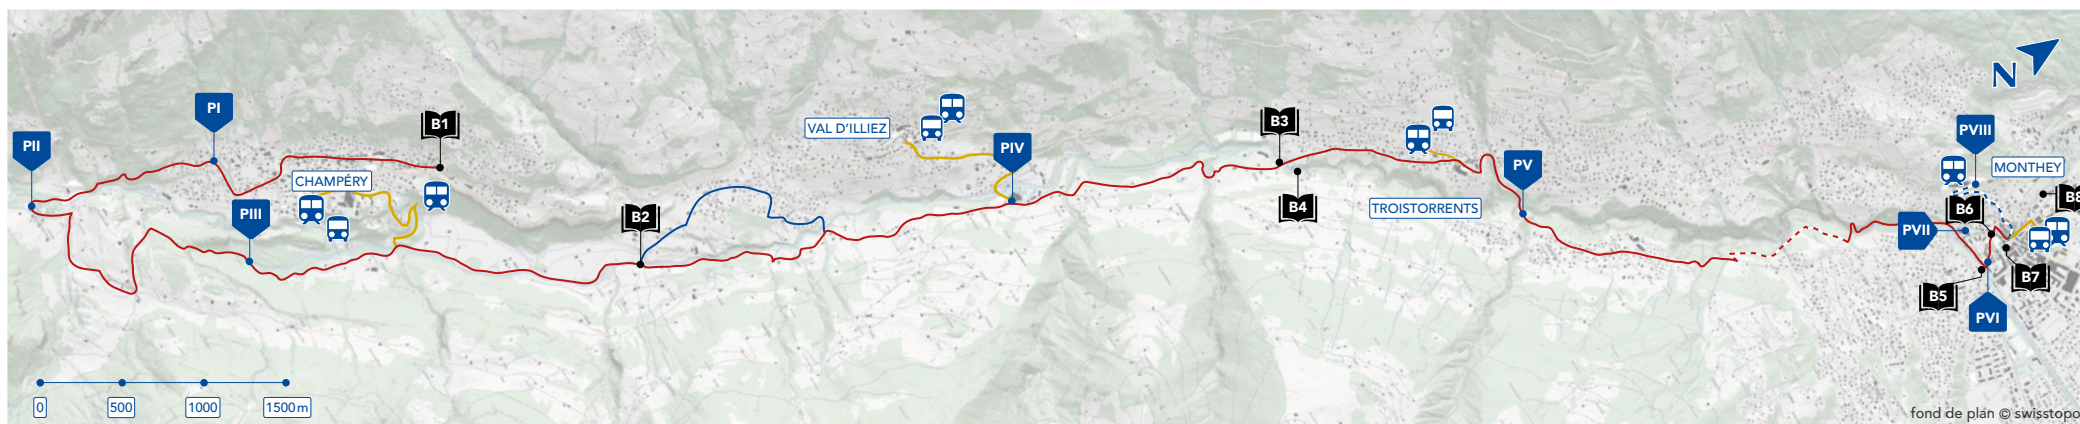 PII
PI
CHAMPÉRY
PIII
B1
B2
VAL D'ILLIEZ
PIV
B3
B4
TROISTORRENTS
PV
N
PVIII
MONTHEY
B6
B8
PVII
B7
B5
PVI
0
500
1000
1500 m
fond de plan © swisstopo